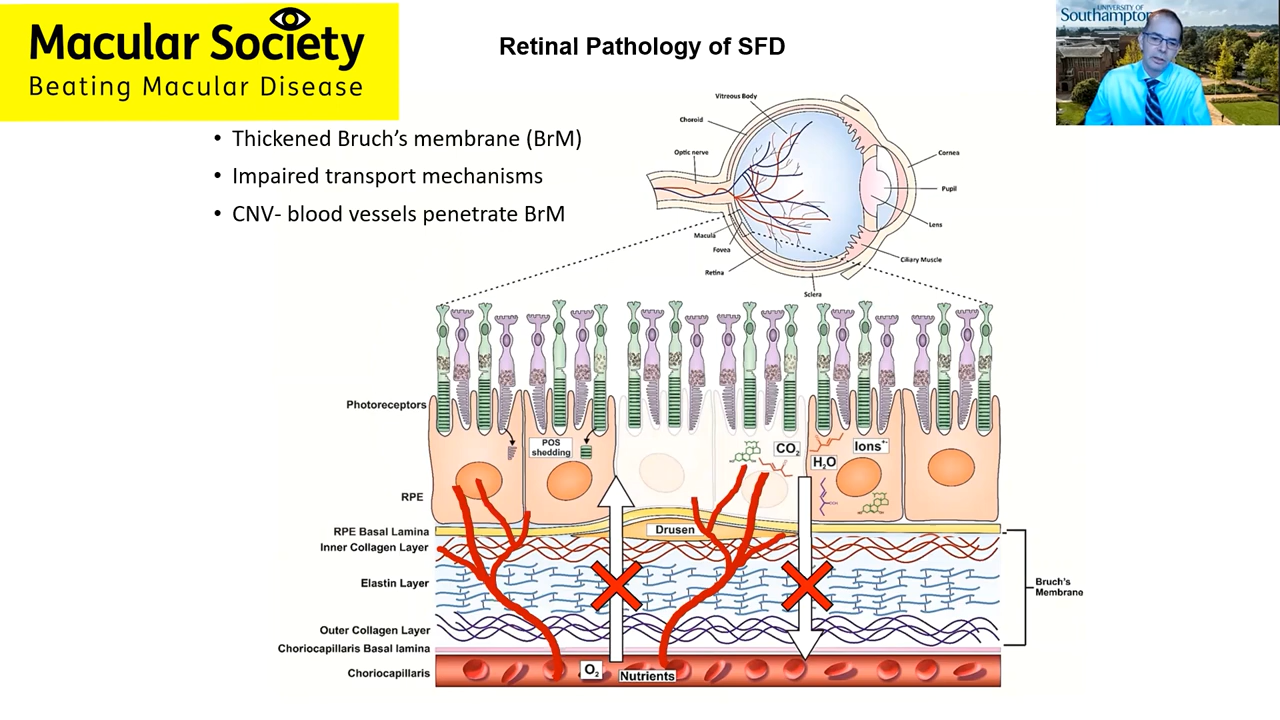 Macular Society
Beating Macular Disease
Retinal Pathology of SFD
UNIVERSITY OF
Southampton
• Thickened Bruch’s membrane (BrM)
• Impaired transport mechanisms
• CNV- blood vessels penetrate BrM
Vitreous Body
Choroid
Optic nerve
Cornea
Pupil
Lens
Macula
Fovea
Ciliary Muscle
Retina
Sclera
Photoreceptors
POS
shedding
CO2
H2O
Ions+-
RPE
RPE Basal Lamina
Drusen
Inner Collagen Layer
Elastin Layer
Bruch's
Membrane
Outer Collagen Layer
Choriocapillaris Basal lamina
Choriocapillaris
O2
Nutrients